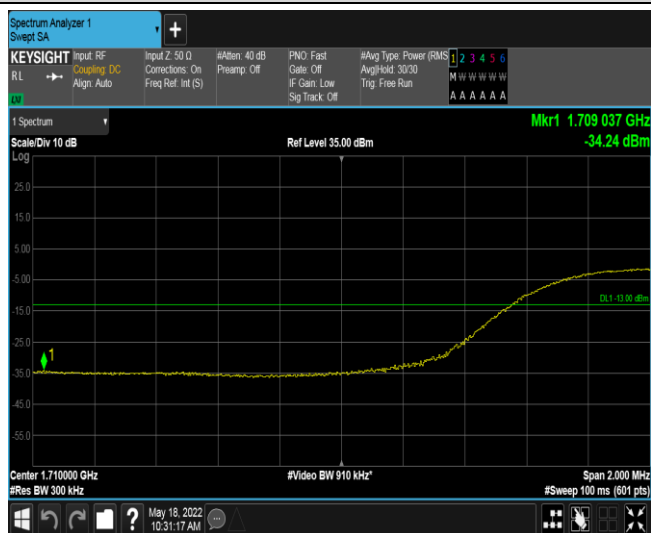 Spectrum Analyzer 1
Swept SA
+
KEYSIGHT Input: RF Input Z: 50 Ω #Atten: 40 dB PNO: Fast #Avg Type: Power (RMS 1 2 3 4 5 6
RL Coupling: DC Corrections: On Preamp: Off Gate: Off Avg|Hold: 30/30 M W W W W W
Align: Auto Freq Ref: Int (S) IF Gain: Low Trig: Free Run
Sig Track: Off A A A A A A
1 Spectrum Mkr1 1.709 037 GHz
Scale/Div 10 dB Ref Level 35.00 dBm -34.24 dBm
Log
25.0
15.0
5.00
-5.00
DL1 -13.00 dBm
-15.0
-25.0
1
-35.0
-45.0
-55.0
Center 1.710000 GHz #Video BW 910 kHz* Span 2.000 MHz
#Res BW 300 kHz #Sweep 100 ms (601 pts)
? May 18, 2022
10:31:17 AM